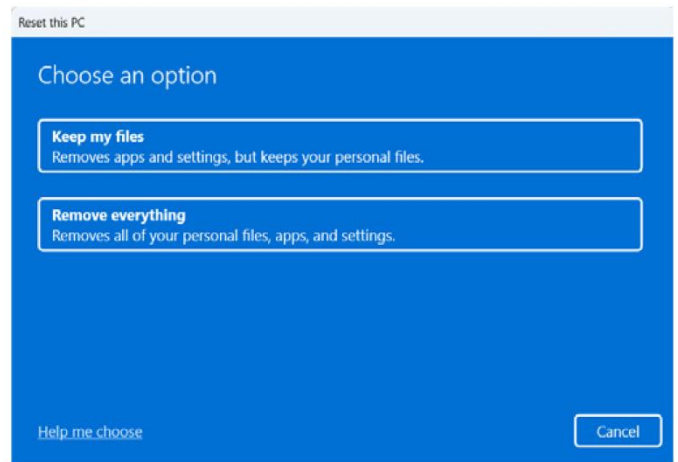 Reset this PC
Choose an option
Keep my files
Removes apps and settings, but keeps your personal files.
Remove everything
Removes all of your personal files, apps, and settings.
Help me choose
Cancel